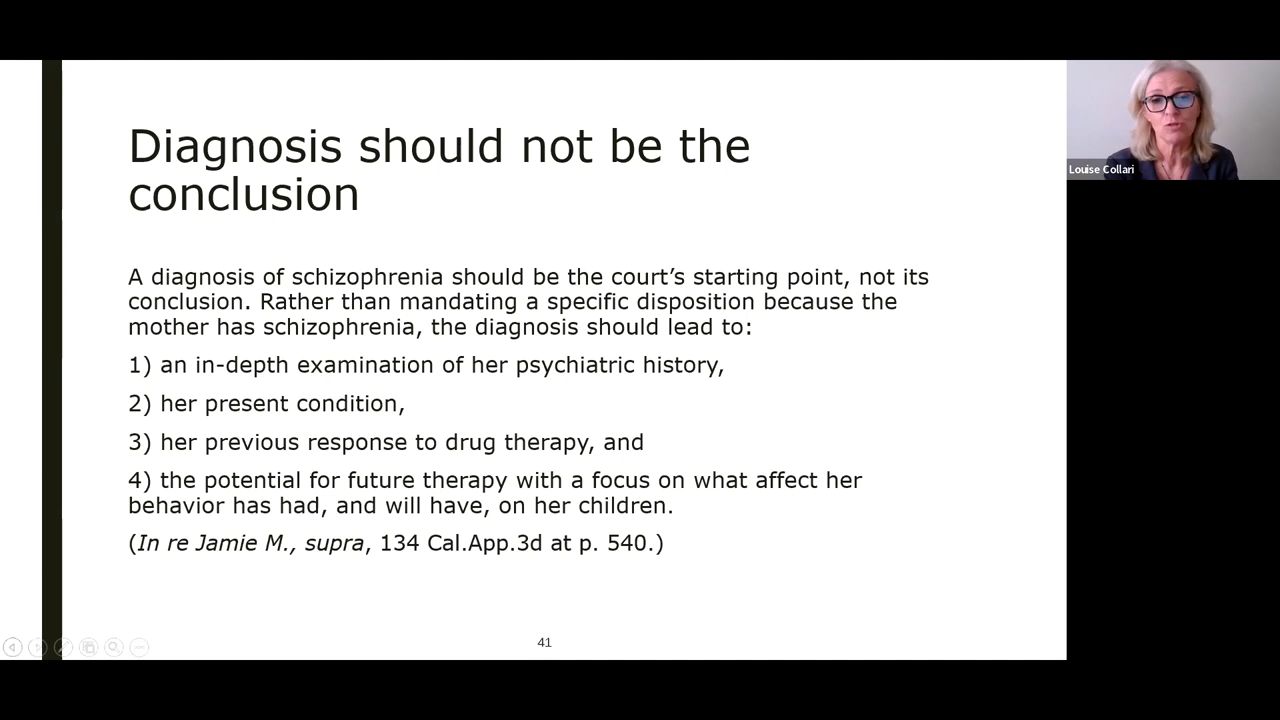 Diagnosis should not be the
conclusion
A diagnosis of schizophrenia should be the court’s starting point, not its
conclusion. Rather than mandating a specific disposition because the
mother has schizophrenia, the diagnosis should lead to:
1) an in-depth examination of her psychiatric history,
2) her present condition,
3) her previous response to drug therapy, and
4) the potential for future therapy with a focus on what affect her
behavior has had, and will have, on her children.
(In re Jamie M., supra, 134 Cal.App.3d at p. 540.)
41
Louise Collari